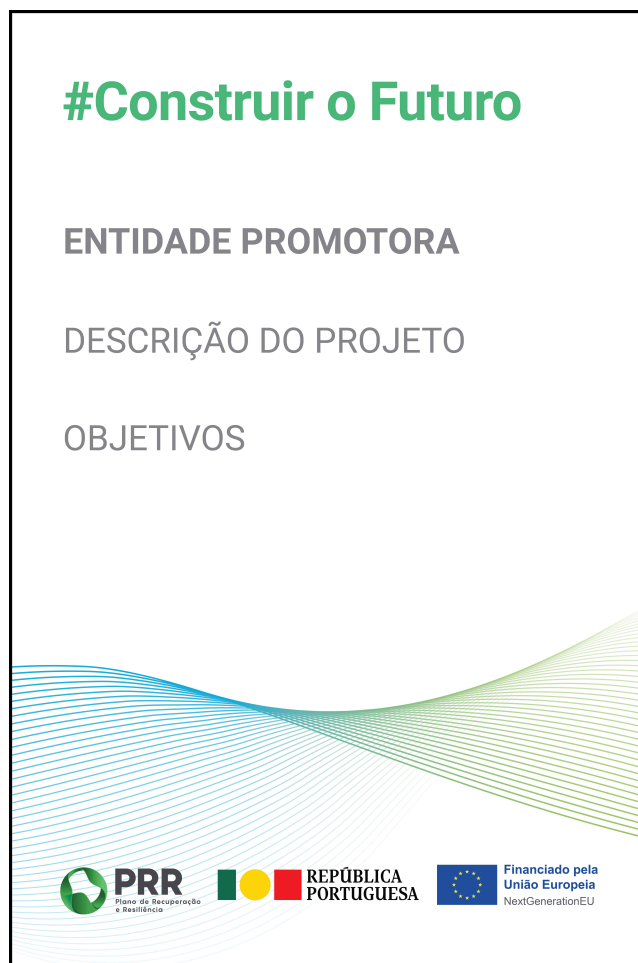 #Construir o Futuro
ENTIDADE PROMOTORA
DESCRIÇÃO DO PROJETO
OBJETIVOS
PRR
Plano de Recuperação
e Resiliência
REPÚBLICA
PORTUGUESA
Financiado pela
União Europeia
NextGenerationEU